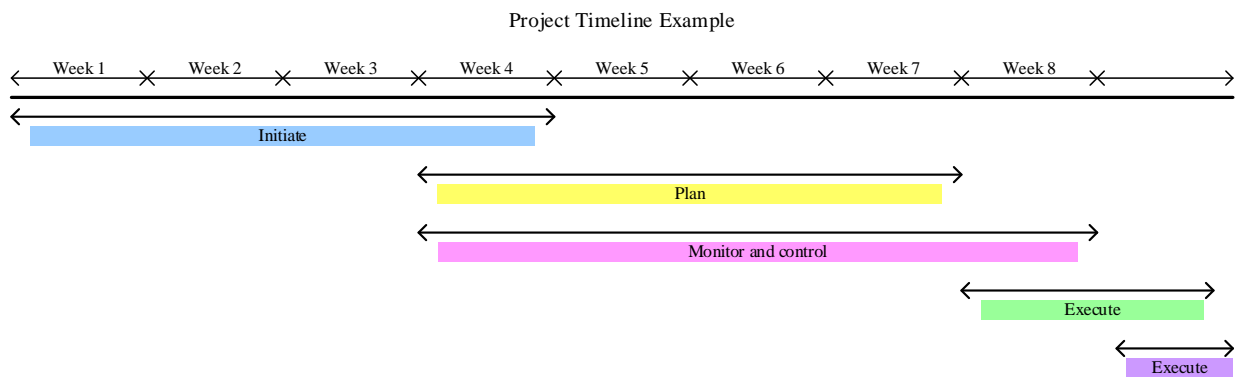 Project Timeline Example
Week 1 Week 2 Week 3 Week 4 Week 5 Week 6 Week 7 Week 8
Initiate
Plan
Monitor and control
Execute
Execute